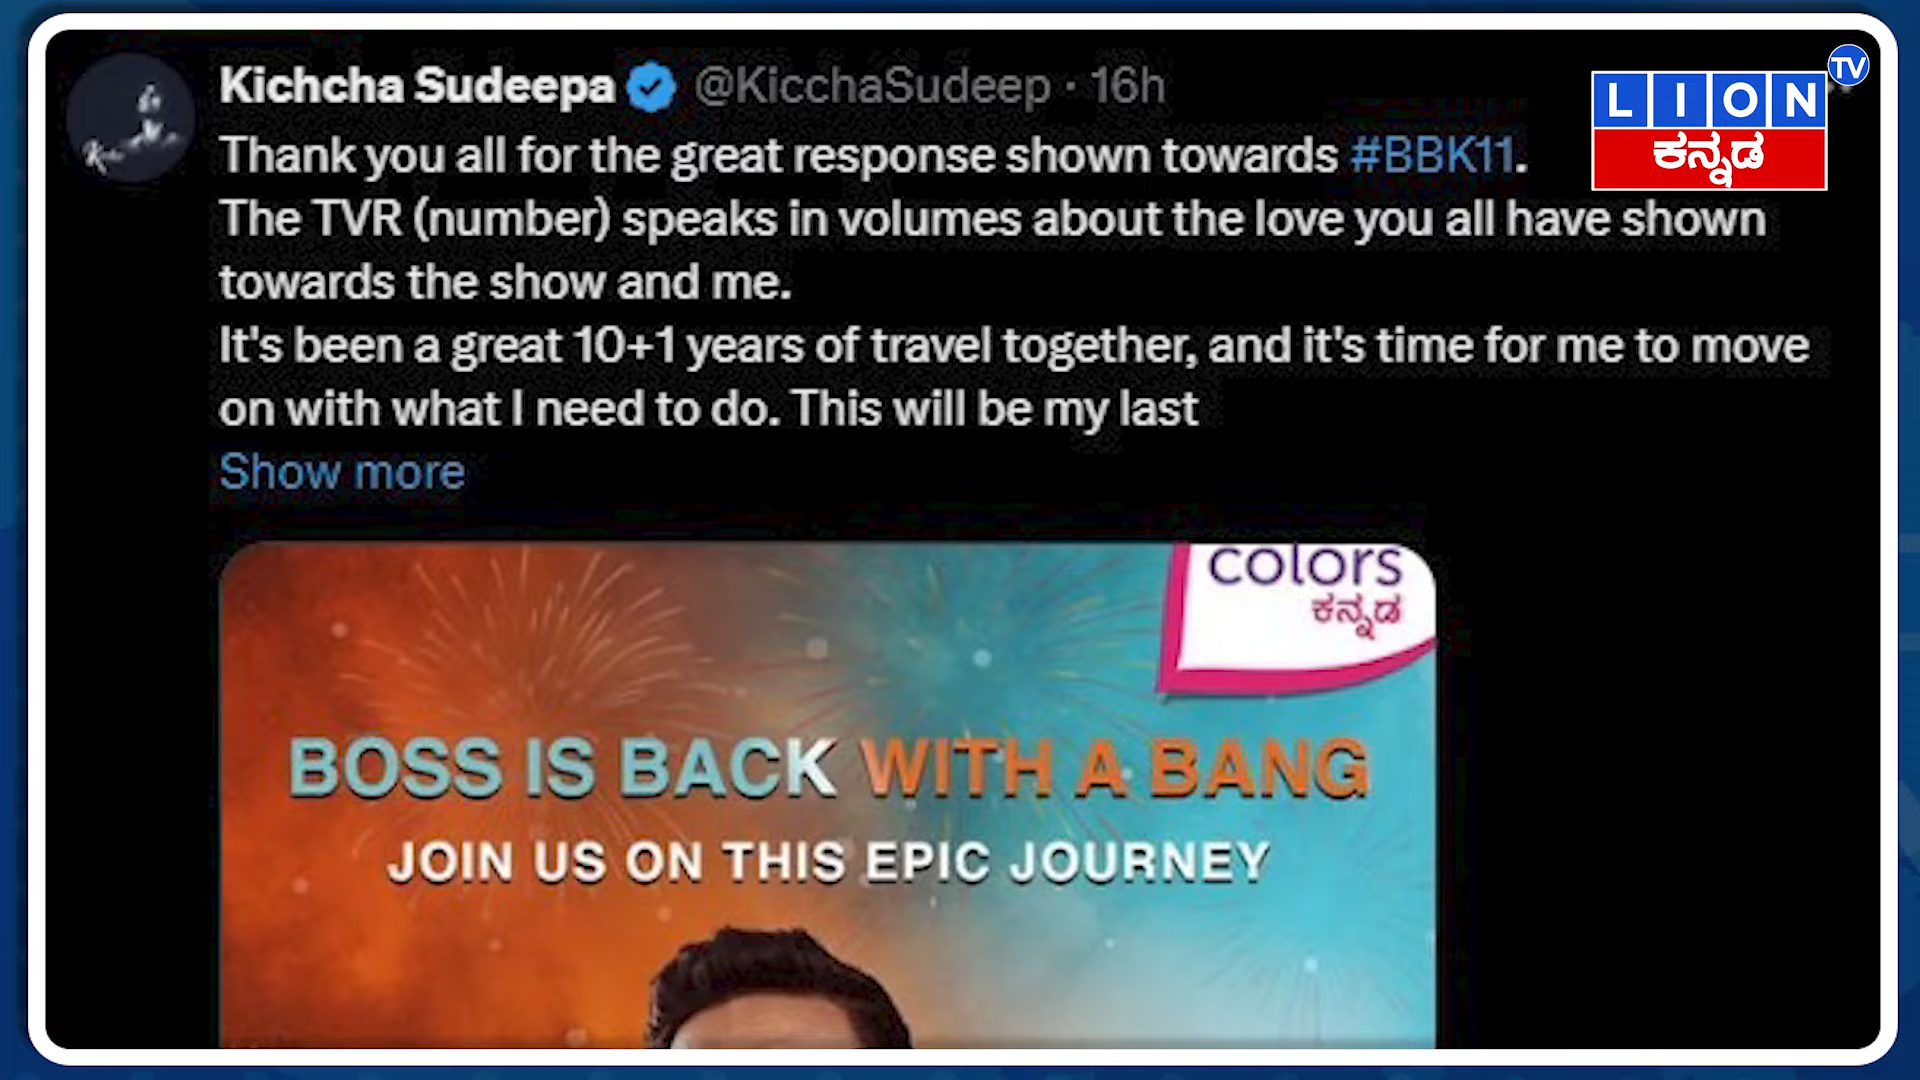 Kichcha Sudeepa @KicchaSudeep · 16h
Thank you all for the great response shown towards #BBK11.
The TVR (number) speaks in volumes about the love you all have shown
towards the show and me.
It's been a great 10+1 years of travel together, and it's time for me to move
on with what I need to do. This will be my last
Show more
LION TV
ಕನ್ನಡ
colors
ಕನ್ನಡ
BOSS IS BACK WITH A BANG
JOIN US ON THIS EPIC JOURNEY